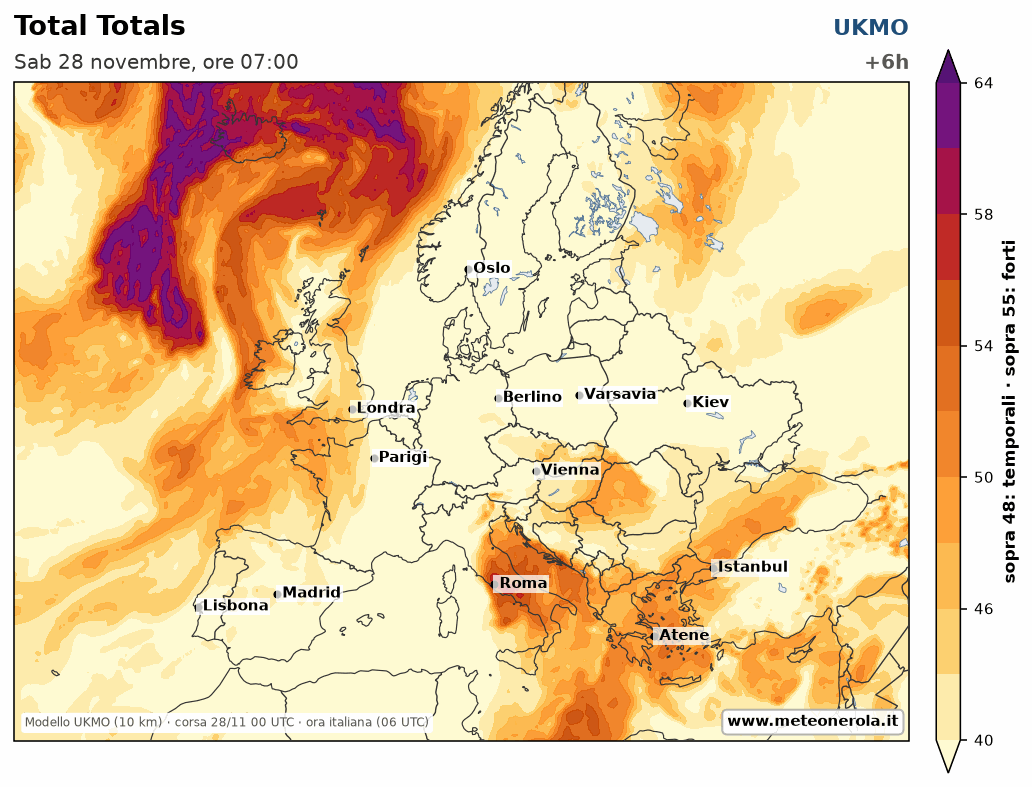 Total Totals
UKMO
Sab 28 novembre, ore 07:00
+6h
64
58
54
50
46
40
sopra 48: temporali · sopra 55: forti
Oslo
Londra
Berlino
Varsavia
Kiev
Parigi
Vienna
Istanbul
Roma
Madrid
Lisbona
Atene
Modello UKMO (10 km) · corsa 28/11 00 UTC · ora italiana (06 UTC)
www.meteonerola.it